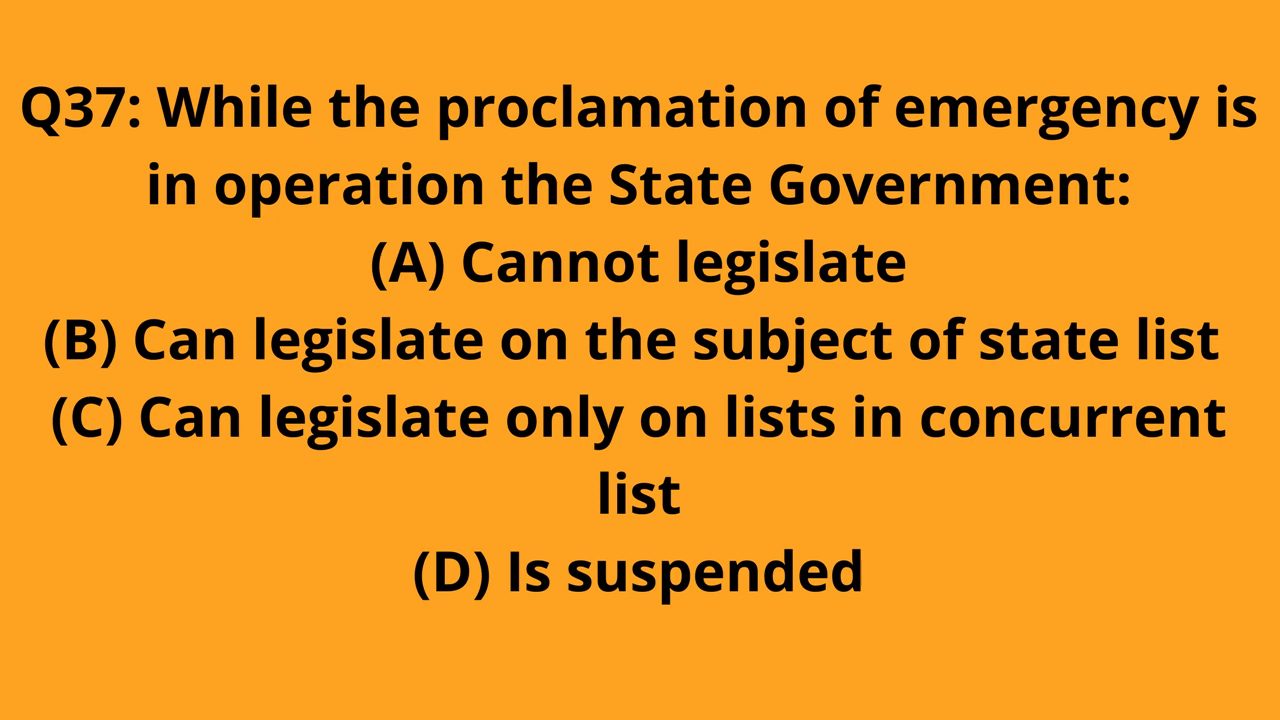 Q37: While the proclamation of emergency is
in operation the State Government:
(A) Cannot legislate
(B) Can legislate on the subject of state list
(C) Can legislate only on lists in concurrent
list
(D) Is suspended